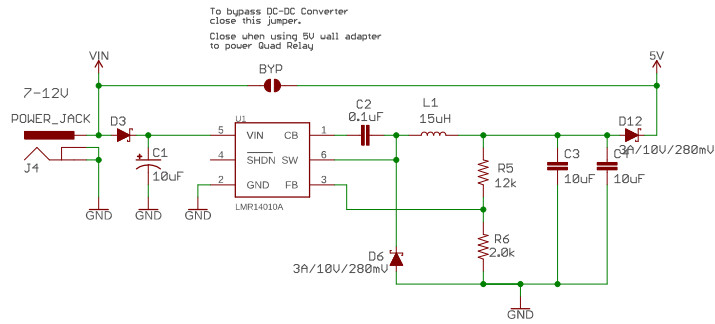 To bypass DC-DC Converter
close this jumper.
Close when using 5V wall adapter
to power Quad Relay
VIN
5V
BYP
7-12V
POWER_JACK
J4
D3
C1
10uF
U1
5 VIN CB 1
4 SHDN SW 6
2 GND FB 3
LMR14010A
C2
0.1uF
L1
15uH
D12
3A/10V/280mV
R5
12k
C3
10uF
C4
10uF
R6
2.0k
D6
3A/10V/280mV
GND
GND
GND
GND